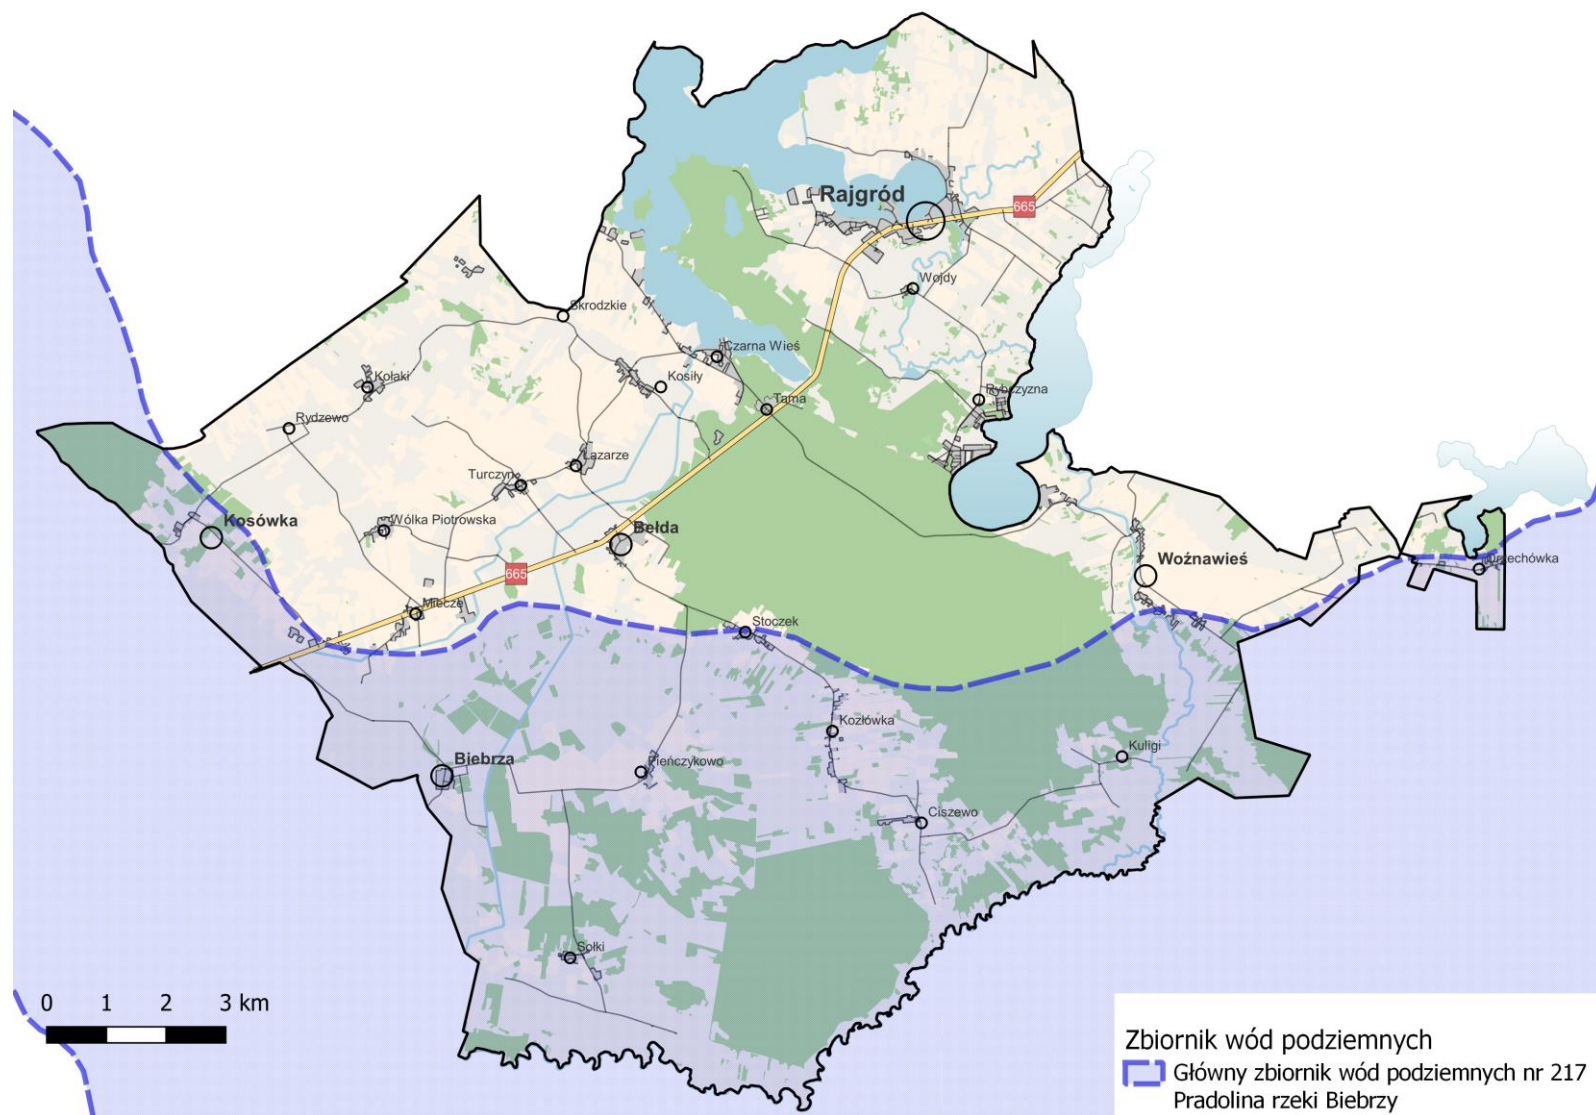 Rajgród
665
Wojdy
Skrodzkie
Czarna Wieś
Kołaki
Kosiły
Rybczyzna
Tama
Rydzewo
Łazarze
Turczyn
Kosówka
Wólka Piotrowska
Bełda
Woźnawieś
Orzechówka
665
Miecze
Stoczek
Kozłówka
Kuligi
Biebrza
Pieńczykowo
Ciszewo
Sołki
0 1 2 3 km
Zbiornik wód podziemnych
Główny zbiornik wód podziemnych nr 217
Pradolina rzeki Biebrzy